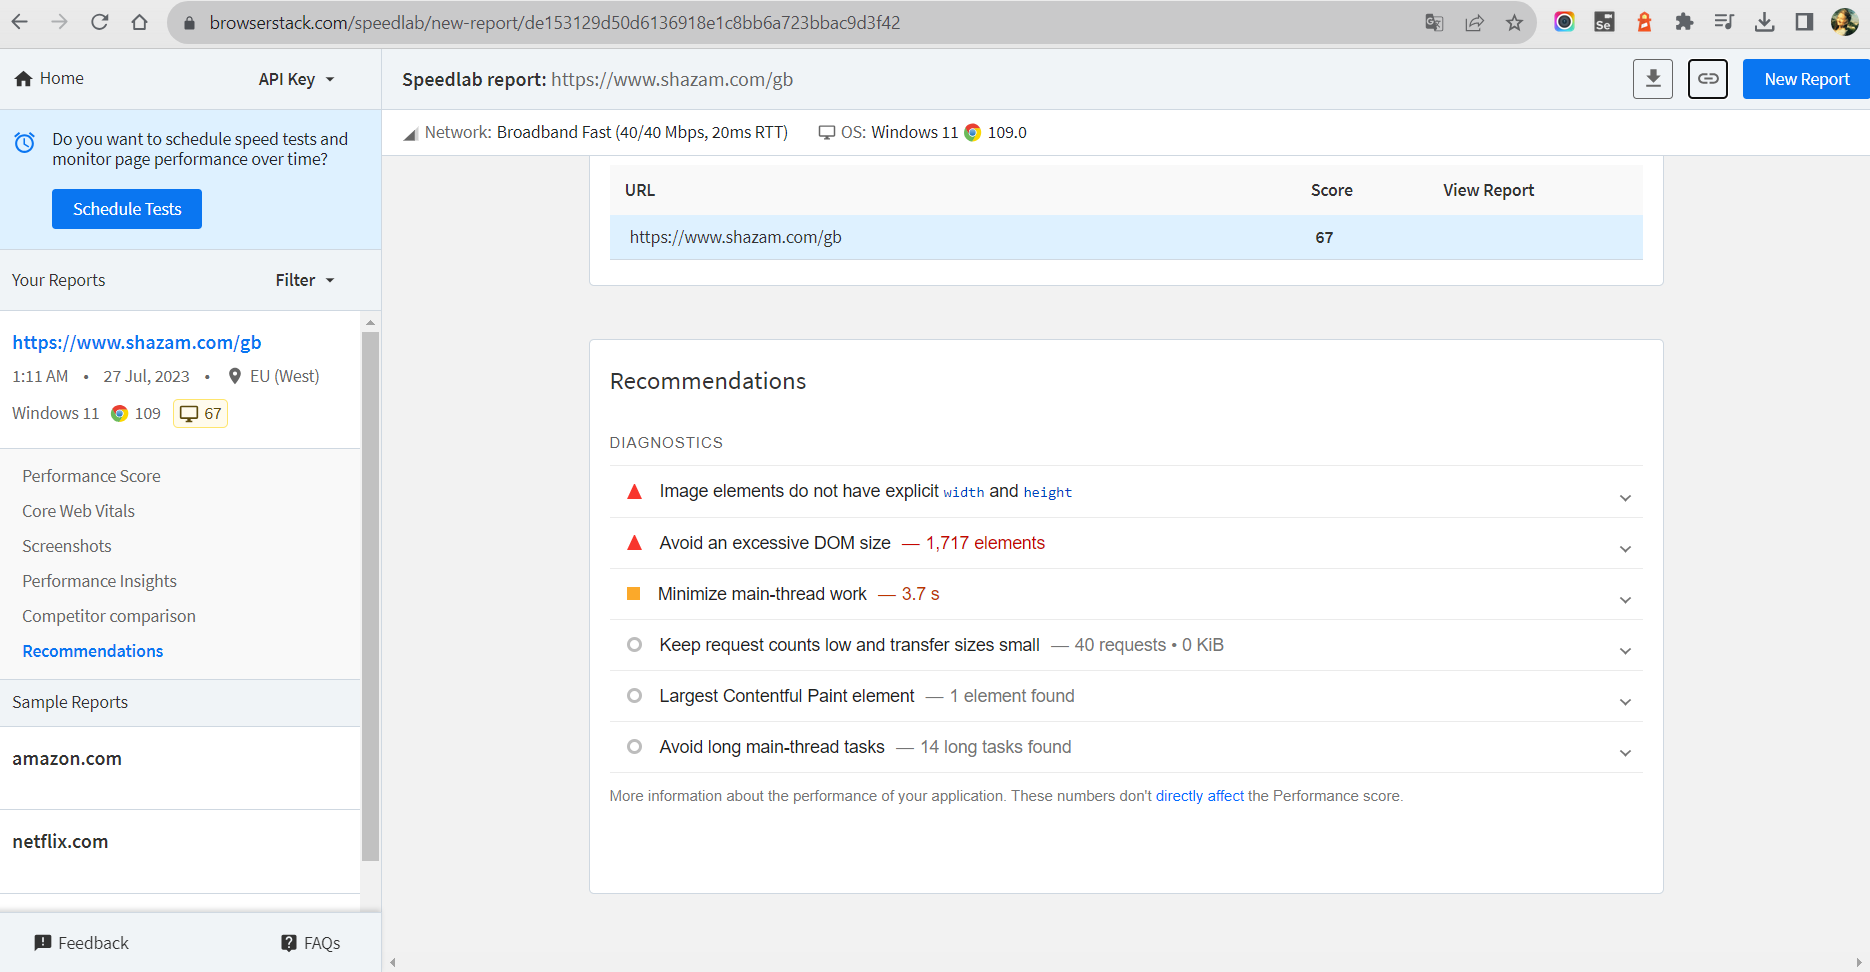 browserstack.com/speedlab/new-report/de153129d50d6136918e1c8bb6a723bbac9d3f42
Se
Home
API Key
Speedlab report: https://www.shazam.com/gb
New Report
Do you want to schedule speed tests and
monitor page performance over time?
Schedule Tests
Network: Broadband Fast (40/40 Mbps, 20ms RTT)
OS: Windows 11 109.0
URL Score View Report
https://www.shazam.com/gb 67
Your Reports
Filter
https://www.shazam.com/gb
1:11 AM • 27 Jul, 2023 • EU (West)
Windows 11 109 67
Performance Score
Core Web Vitals
Screenshots
Performance Insights
Competitor comparison
Recommendations
Sample Reports
amazon.com
netflix.com
Feedback
FAQs
Recommendations
DIAGNOSTICS
Image elements do not have explicit width and height
Avoid an excessive DOM size — 1,717 elements
Minimize main-thread work — 3.7 s
Keep request counts low and transfer sizes small — 40 requests • 0 KiB
Largest Contentful Paint element — 1 element found
Avoid long main-thread tasks — 14 long tasks found
More information about the performance of your application. These numbers don't directly affect the Performance score.